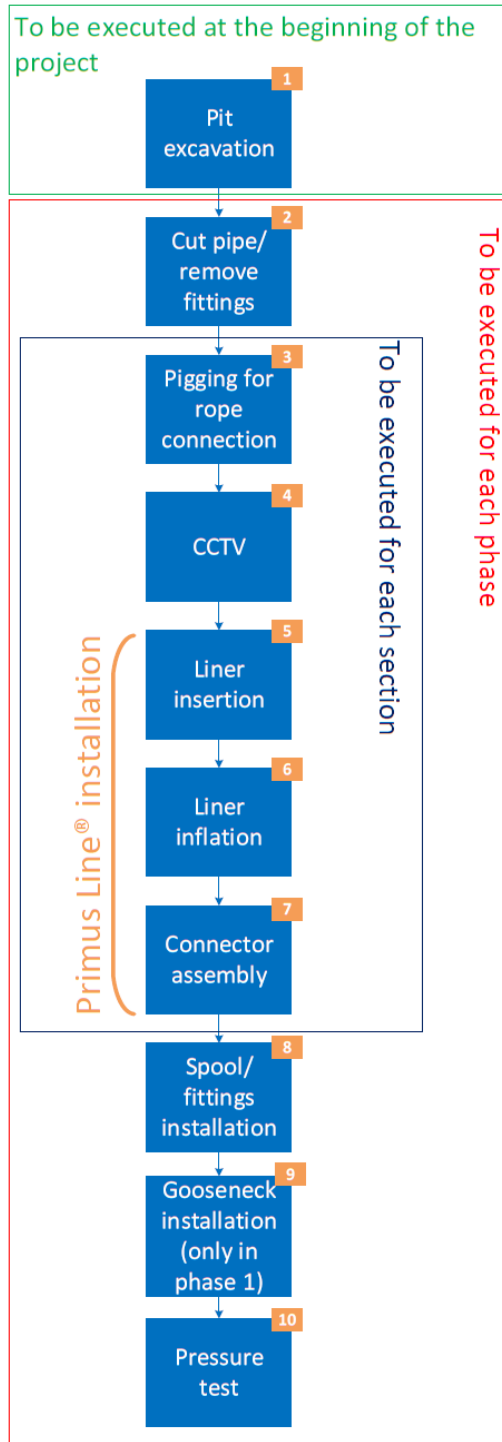 To be executed at the beginning of the
project
1
Pit
excavation
To be executed for each phase
2
Cut pipe/
remove
fittings
To be executed for each section
3
Pigging for
rope
connection
4
CCTV
Primus Line® installation
5
Liner
insertion
6
Liner
inflation
7
Connector
assembly
8
Spool/
fittings
installation
9
Gooseneck
installation
(only in
phase 1)
10
Pressure
test